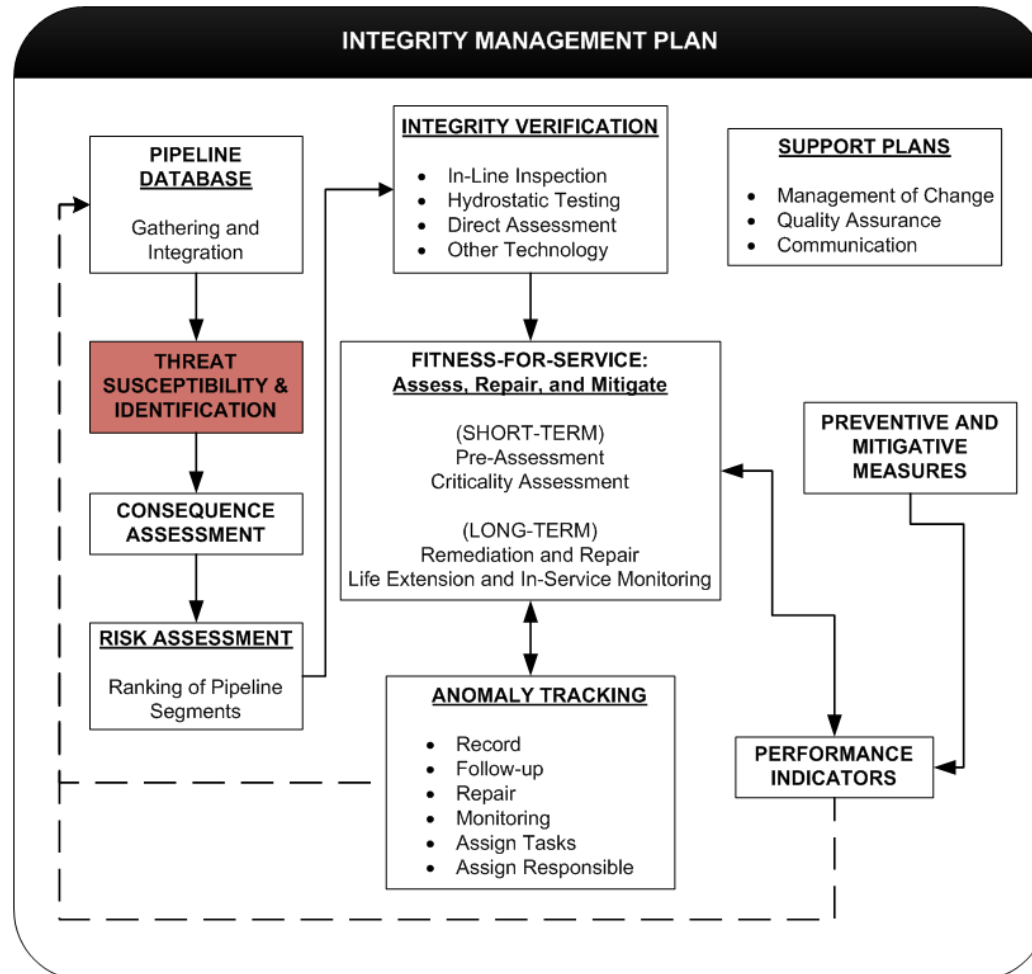 INTEGRITY MANAGEMENT PLAN
PIPELINE
DATABASE
Gathering and
Integration
THREAT
SUSCEPTIBILITY &
IDENTIFICATION
CONSEQUENCE
ASSESSMENT
RISK ASSESSMENT
Ranking of Pipeline
Segments
INTEGRITY VERIFICATION
• In-Line Inspection
• Hydrostatic Testing
• Direct Assessment
• Other Technology
FITNESS-FOR-SERVICE:
Assess, Repair, and Mitigate
(SHORT-TERM)
Pre-Assessment
Criticality Assessment
(LONG-TERM)
Remediation and Repair
Life Extension and In-Service Monitoring
ANOMALY TRACKING
• Record
• Follow-up
• Repair
• Monitoring
• Assign Tasks
• Assign Responsible
SUPPORT PLANS
• Management of Change
• Quality Assurance
• Communication
PREVENTIVE AND
MITIGATIVE
MEASURES
PERFORMANCE
INDICATORS